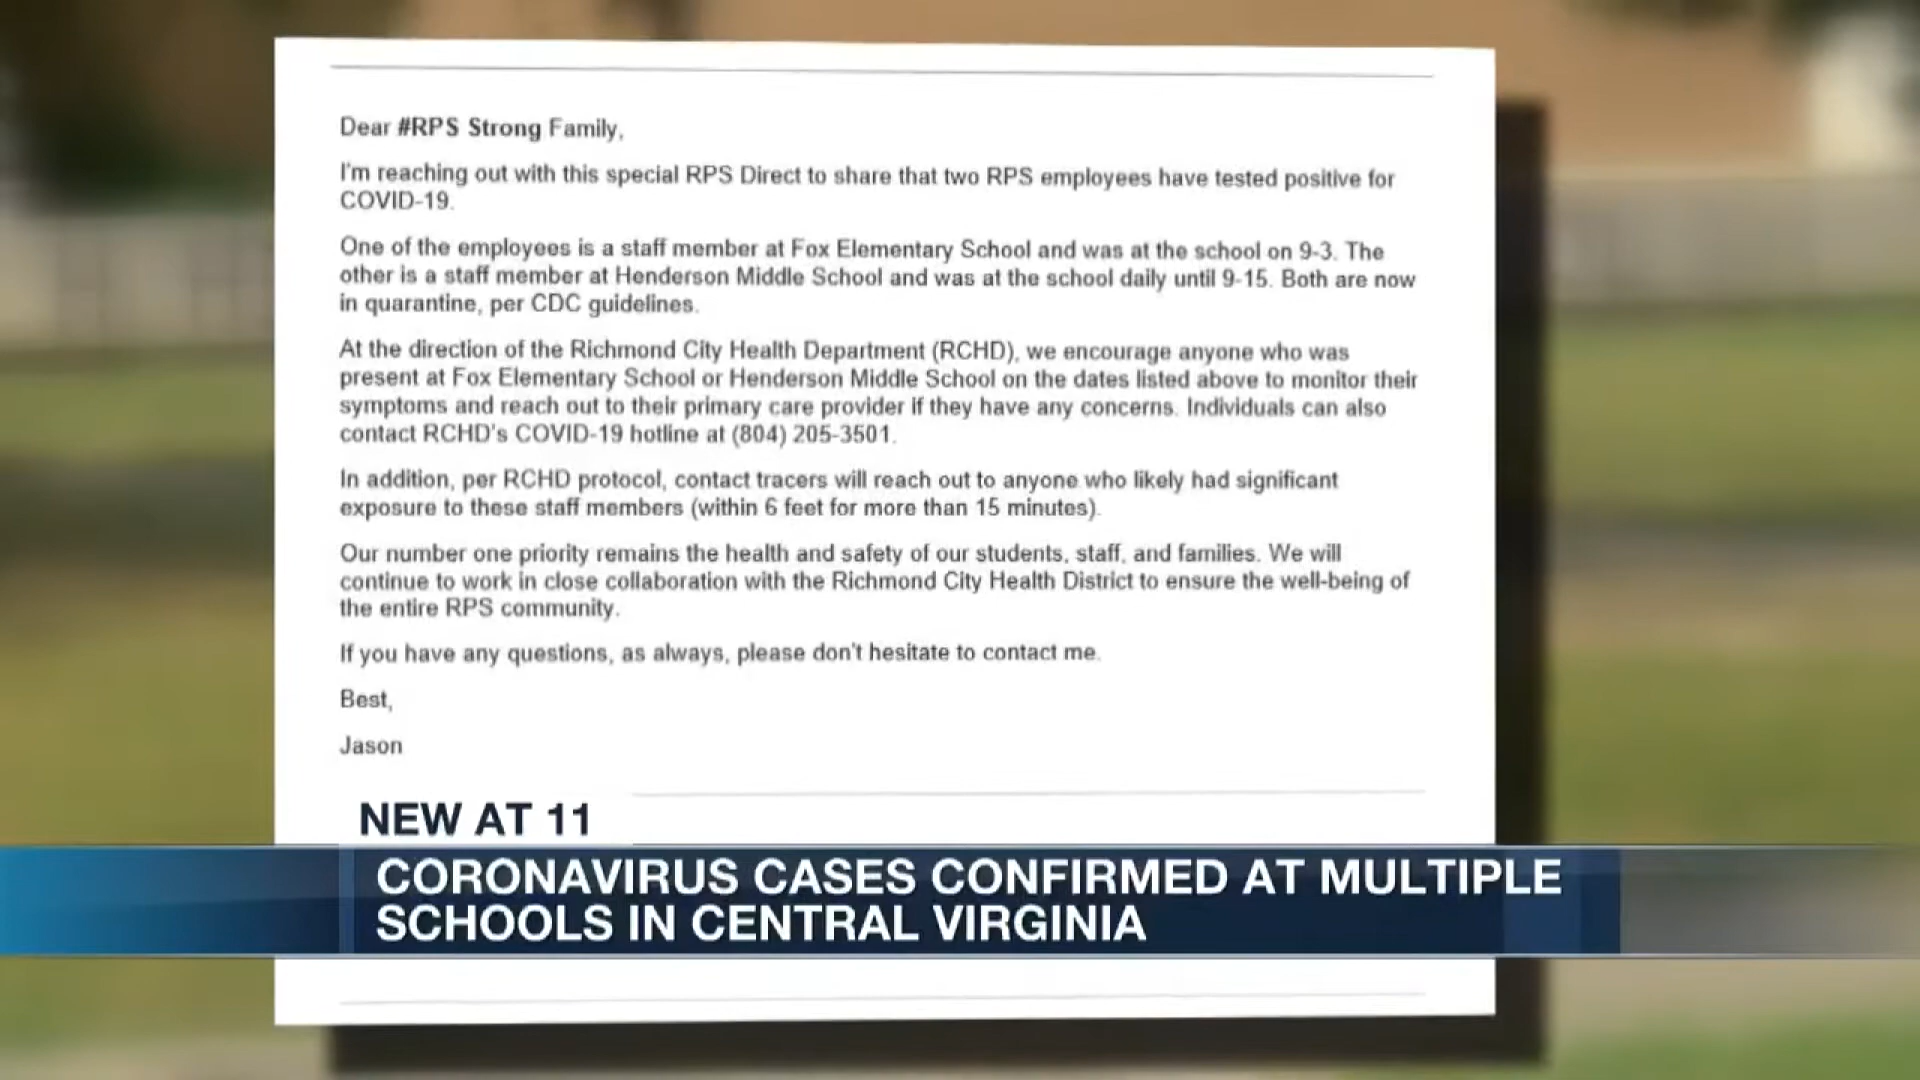 Dear #RPS Strong Family,
I'm reaching out with this special RPS Direct to share that two RPS employees have tested positive for
COVID-19.
One of the employees is a staff member at Fox Elementary School and was at the school on 9-3. The
other is a staff member at Henderson Middle School and was at the school daily until 9-15. Both are now
in quarantine, per CDC guidelines.
At the direction of the Richmond City Health Department (RCHD), we encourage anyone who was
present at Fox Elementary School or Henderson Middle School on the dates listed above to monitor their
symptoms and reach out to their primary care provider if they have any concerns. Individuals can also
contact RCHD's COVID-19 hotline at (804) 205-3501.
In addition, per RCHD protocol, contact tracers will reach out to anyone who likely had significant
exposure to these staff members (within 6 feet for more than 15 minutes).
Our number one priority remains the health and safety of our students, staff, and families. We will
continue to work in close collaboration with the Richmond City Health District to ensure the well-being of
the entire RPS community.
If you have any questions, as always, please don't hesitate to contact me.
Best,
Jason
NEW AT 11
CORONAVIRUS CASES CONFIRMED AT MULTIPLE
SCHOOLS IN CENTRAL VIRGINIA